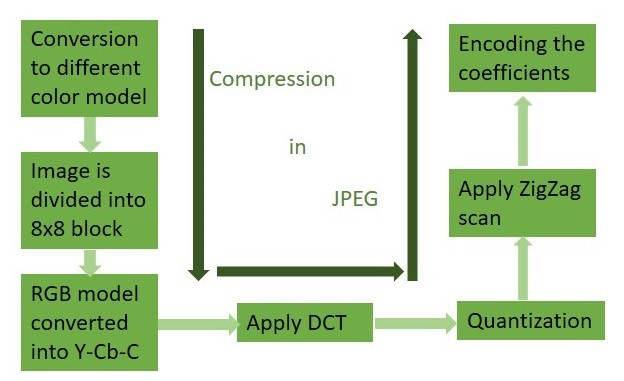 Conversion
to different
color model
Image is
divided into
8x8 block
RGB model
converted
into Y-Cb-C
Apply DCT
Quantization
Apply ZigZag
scan
Encoding the
coefficients
Compression
in
JPEG